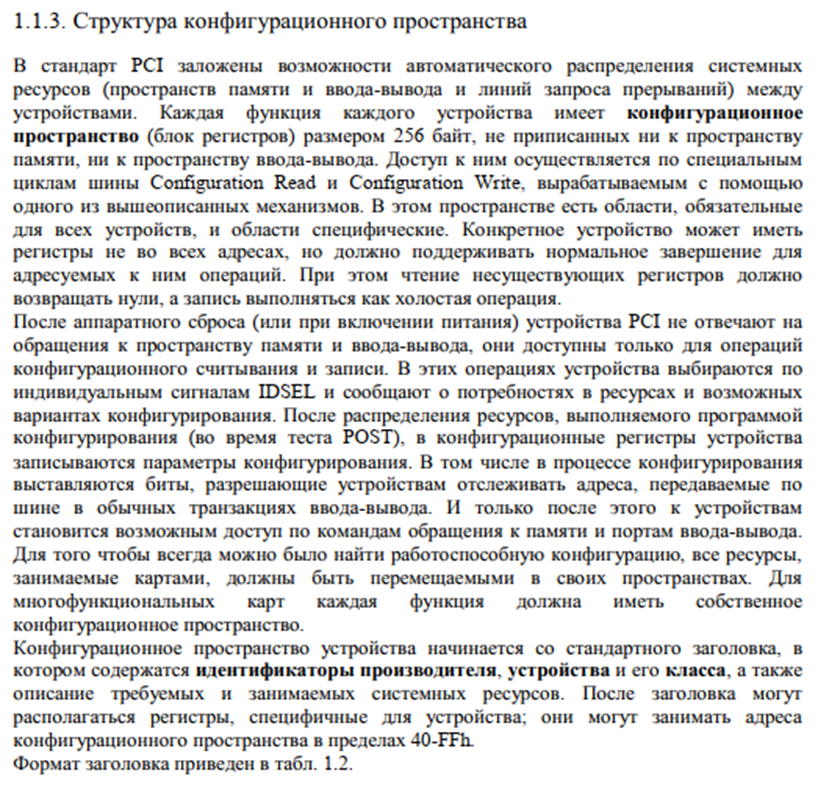 1.1.3. Структура конфигурационного пространства
В стандарт PCI заложены возможности автоматического распределения системных
ресурсов (пространств памяти и ввода-вывода и линий запроса прерываний) между
устройствами. Каждая функция каждого устройства имеет конфигурационное
пространство (блок регистров) размером 256 байт, не приписанных ни к пространству
памяти, ни к пространству ввода-вывода. Доступ к ним осуществляется по специальным
циклам шины Configuration Read и Configuration Write, вырабатываемым с помощью
одного из вышеописанных механизмов. В этом пространстве есть области, обязательные
для всех устройств, и области специфические. Конкретное устройство может иметь
регистры не во всех адресах, но должно поддерживать нормальное завершение для
адресуемых к ним операций. При этом чтение несуществующих регистров должно
возвращать нули, а запись выполняться как холостая операция.
После аппаратного сброса (или при включении питания) устройства PCI не отвечают на
обращения к пространству памяти и ввода-вывода, они доступны только для операций
конфигурационного считывания и записи. В этих операциях устройства выбираются по
индивидуальным сигналам IDSEL и сообщают о потребностях в ресурсах и возможных
вариантах конфигурирования. После распределения ресурсов, выполняемого программой
конфигурирования (во время теста POST), в конфигурационные регистры устройства
записываются параметры конфигурирования. В том числе в процессе конфигурирования
выставляются биты, разрешающие устройствам отслеживать адреса, передаваемые по
шине в обычных транзакциях ввода-вывода. И только после этого к устройствам
становится возможным доступ по командам обращения к памяти и портам ввода-вывода.
Для того чтобы всегда можно было найти работоспособную конфигурацию, все ресурсы,
занимаемые картами, должны быть перемещаемыми в своих пространствах. Для
многофункциональных карт каждая функция должна иметь собственное
конфигурационное пространство.
Конфигурационное пространство устройства начинается со стандартного заголовка, в
котором содержатся идентификаторы производителя, устройства и его класса, а также
описание требуемых и занимаемых системных ресурсов. После заголовка могут
располагаться регистры, специфичные для устройства; они могут занимать адреса
конфигурационного пространства в пределах 40-FFh.
Формат заголовка приведен в табл. 1.2.